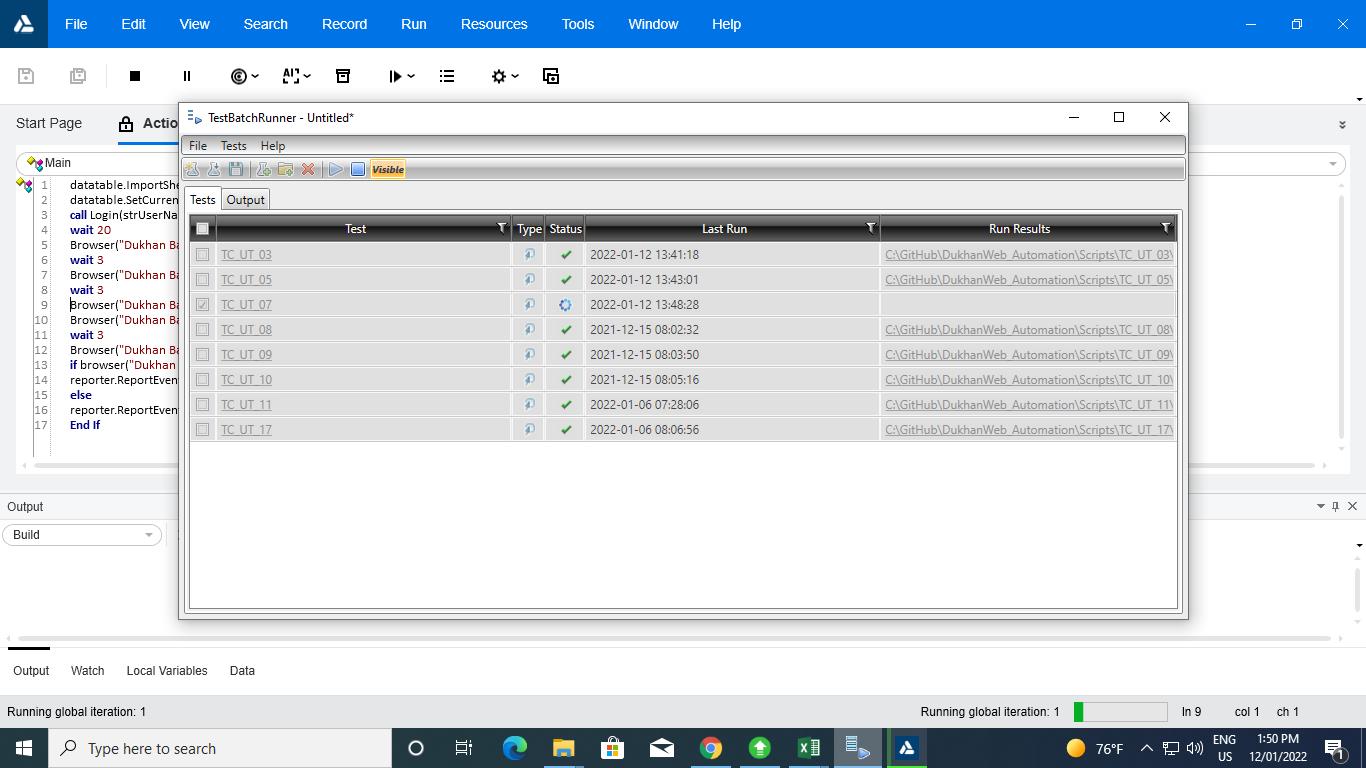 File Edit View Search Record Run Resources Tools Window Help
AI
Start Page Actio
TestBatchRunner - Untitled*
File Tests Help
Visible
Tests Output
Test Type Status Last Run Run Results
TC_UT_03 2022-01-12 13:41:18 C:\GitHub\DukhanWeb_Automation\Scripts\TC_UT_03\
TC_UT_05 2022-01-12 13:43:01 C:\GitHub\DukhanWeb_Automation\Scripts\TC_UT_05\
TC_UT_07 2022-01-12 13:48:28
TC_UT_08 2021-12-15 08:02:32 C:\GitHub\DukhanWeb_Automation\Scripts\TC_UT_08\
TC_UT_09 2021-12-15 08:03:50 C:\GitHub\DukhanWeb_Automation\Scripts\TC_UT_09\
TC_UT_10 2021-12-15 08:05:16 C:\GitHub\DukhanWeb_Automation\Scripts\TC_UT_10\
TC_UT_11 2022-01-06 07:28:06 C:\GitHub\DukhanWeb_Automation\Scripts\TC_UT_11\
TC_UT_17 2022-01-06 08:06:56 C:\GitHub\DukhanWeb_Automation\Scripts\TC_UT_17\
Main
1 datatable.ImportShe
2 datatable.SetCurren
3 call Login(strUserNa
4 wait 20
5 Browser("Dukhan Ba
6 wait 3
7 Browser("Dukhan Ba
8 wait 3
9 Browser("Dukhan Ba
10 Browser("Dukhan Ba
11 wait 3
12 Browser("Dukhan Ba
13 if browser("Dukhan
14 reporter.ReportEven
15 else
16 reporter.ReportEven
17 End If
Output
Build
Output Watch Local Variables Data
Running global iteration: 1 Running global iteration: 1 ln 9 col 1 ch 1
Type here to search 76°F ENG US 1:50 PM 12/01/2022 1